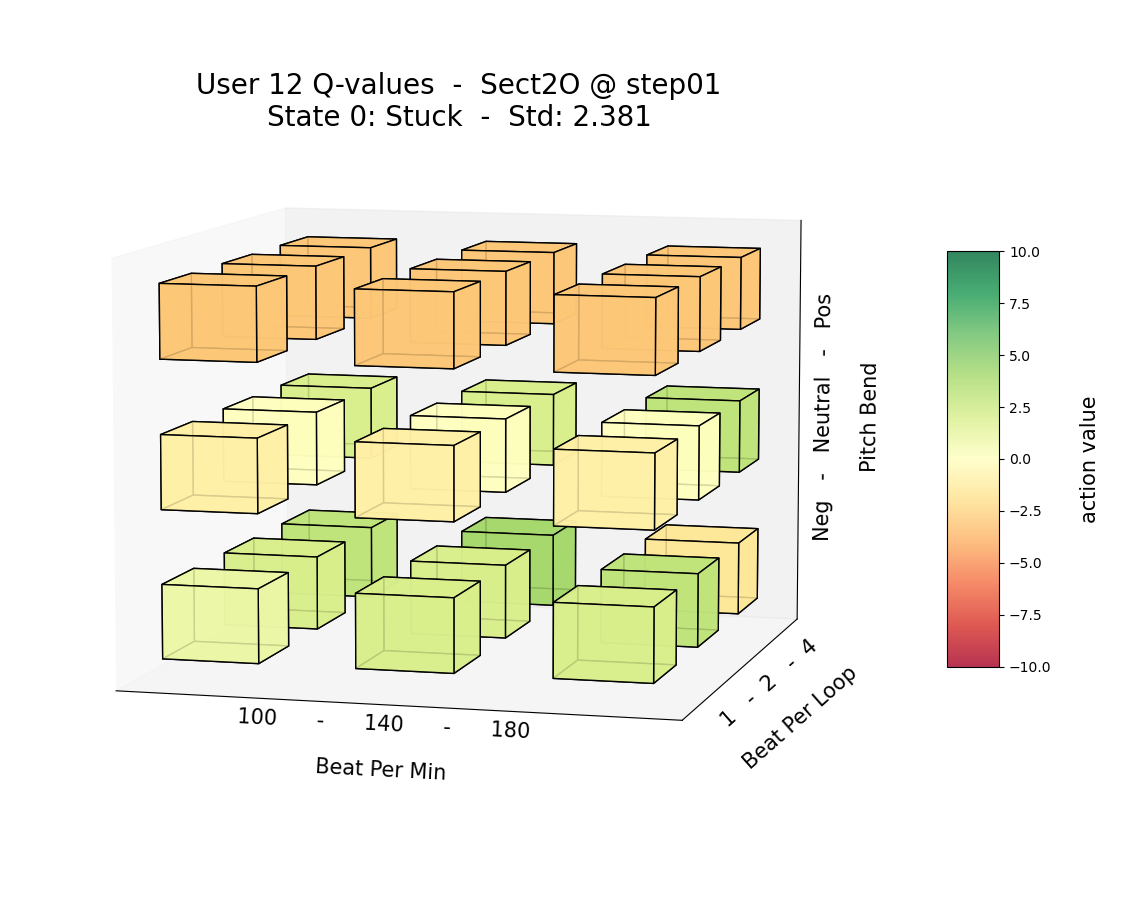 User 12 Q-values  -  Sect2O @ step01
State 0: Stuck  -  Std: 2.381
Neg  -  Neutral  -  Pos
Pitch Bend
100  -  140  -  180
Beat Per Min
1  -  2  -  4
Beat Per Loop
10.0
7.5
5.0
2.5
0.0
−2.5
−5.0
−7.5
−10.0
action value